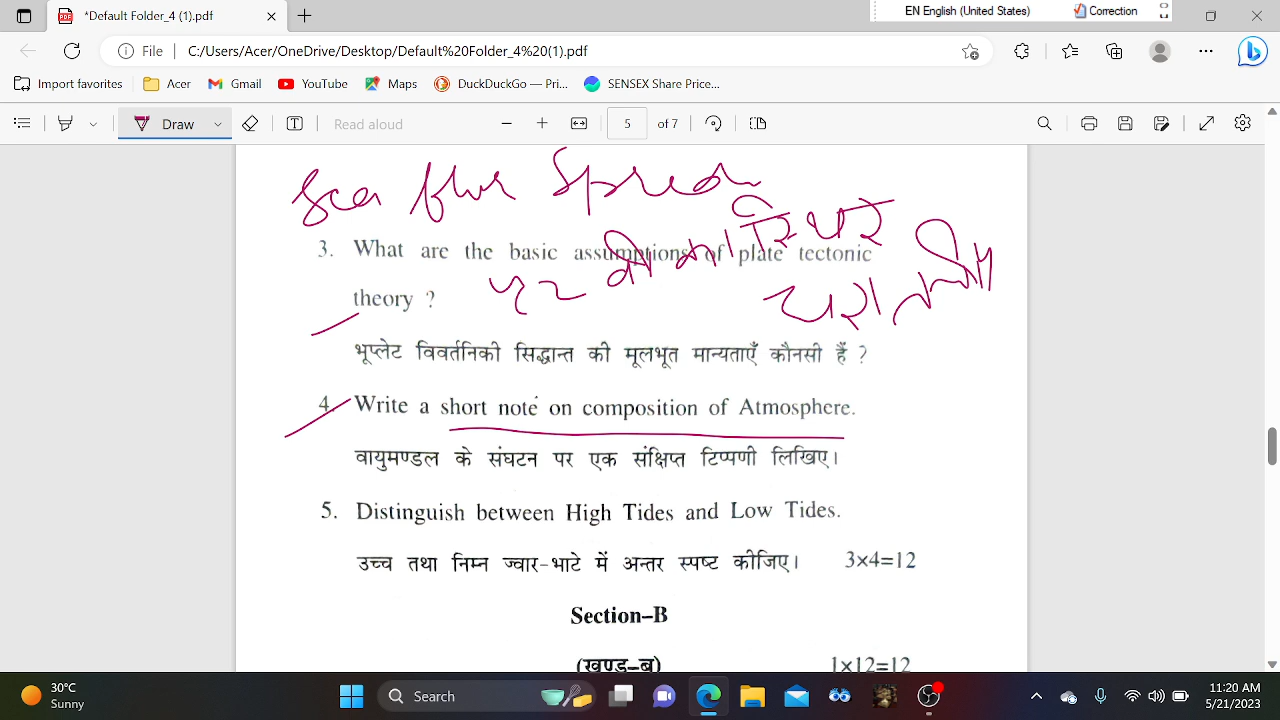 *Default Folder_4 (1).pdf
EN English (United States) Correction
File C:/Users/Acer/OneDrive/Desktop/Default%20Folder_4%20(1).pdf
Import favorites Acer Gmail YouTube Maps DuckDuckGo — Pri... SENSEX Share Price...
Draw Read aloud 5 of 7
Sea Spread
3. What are the basic assumptions of plate tectonic
theory ?
भूप्लेट विवर्तनिकी सिद्धान्त की मूलभूत मान्यताएँ कौनसी हैं ?
4. Write a short note on composition of Atmosphere.
वायुमण्डल के संघटन पर एक संक्षिप्त टिप्पणी लिखिए।
5. Distinguish between High Tides and Low Tides.
उच्च तथा निम्न ज्वार-भाटे में अन्तर स्पष्ट कीजिए। 3×4=12
Section–B
(खण्ड–ब) 1×12=12
30°C
Sunny
Search
11:20 AM
5/21/2023